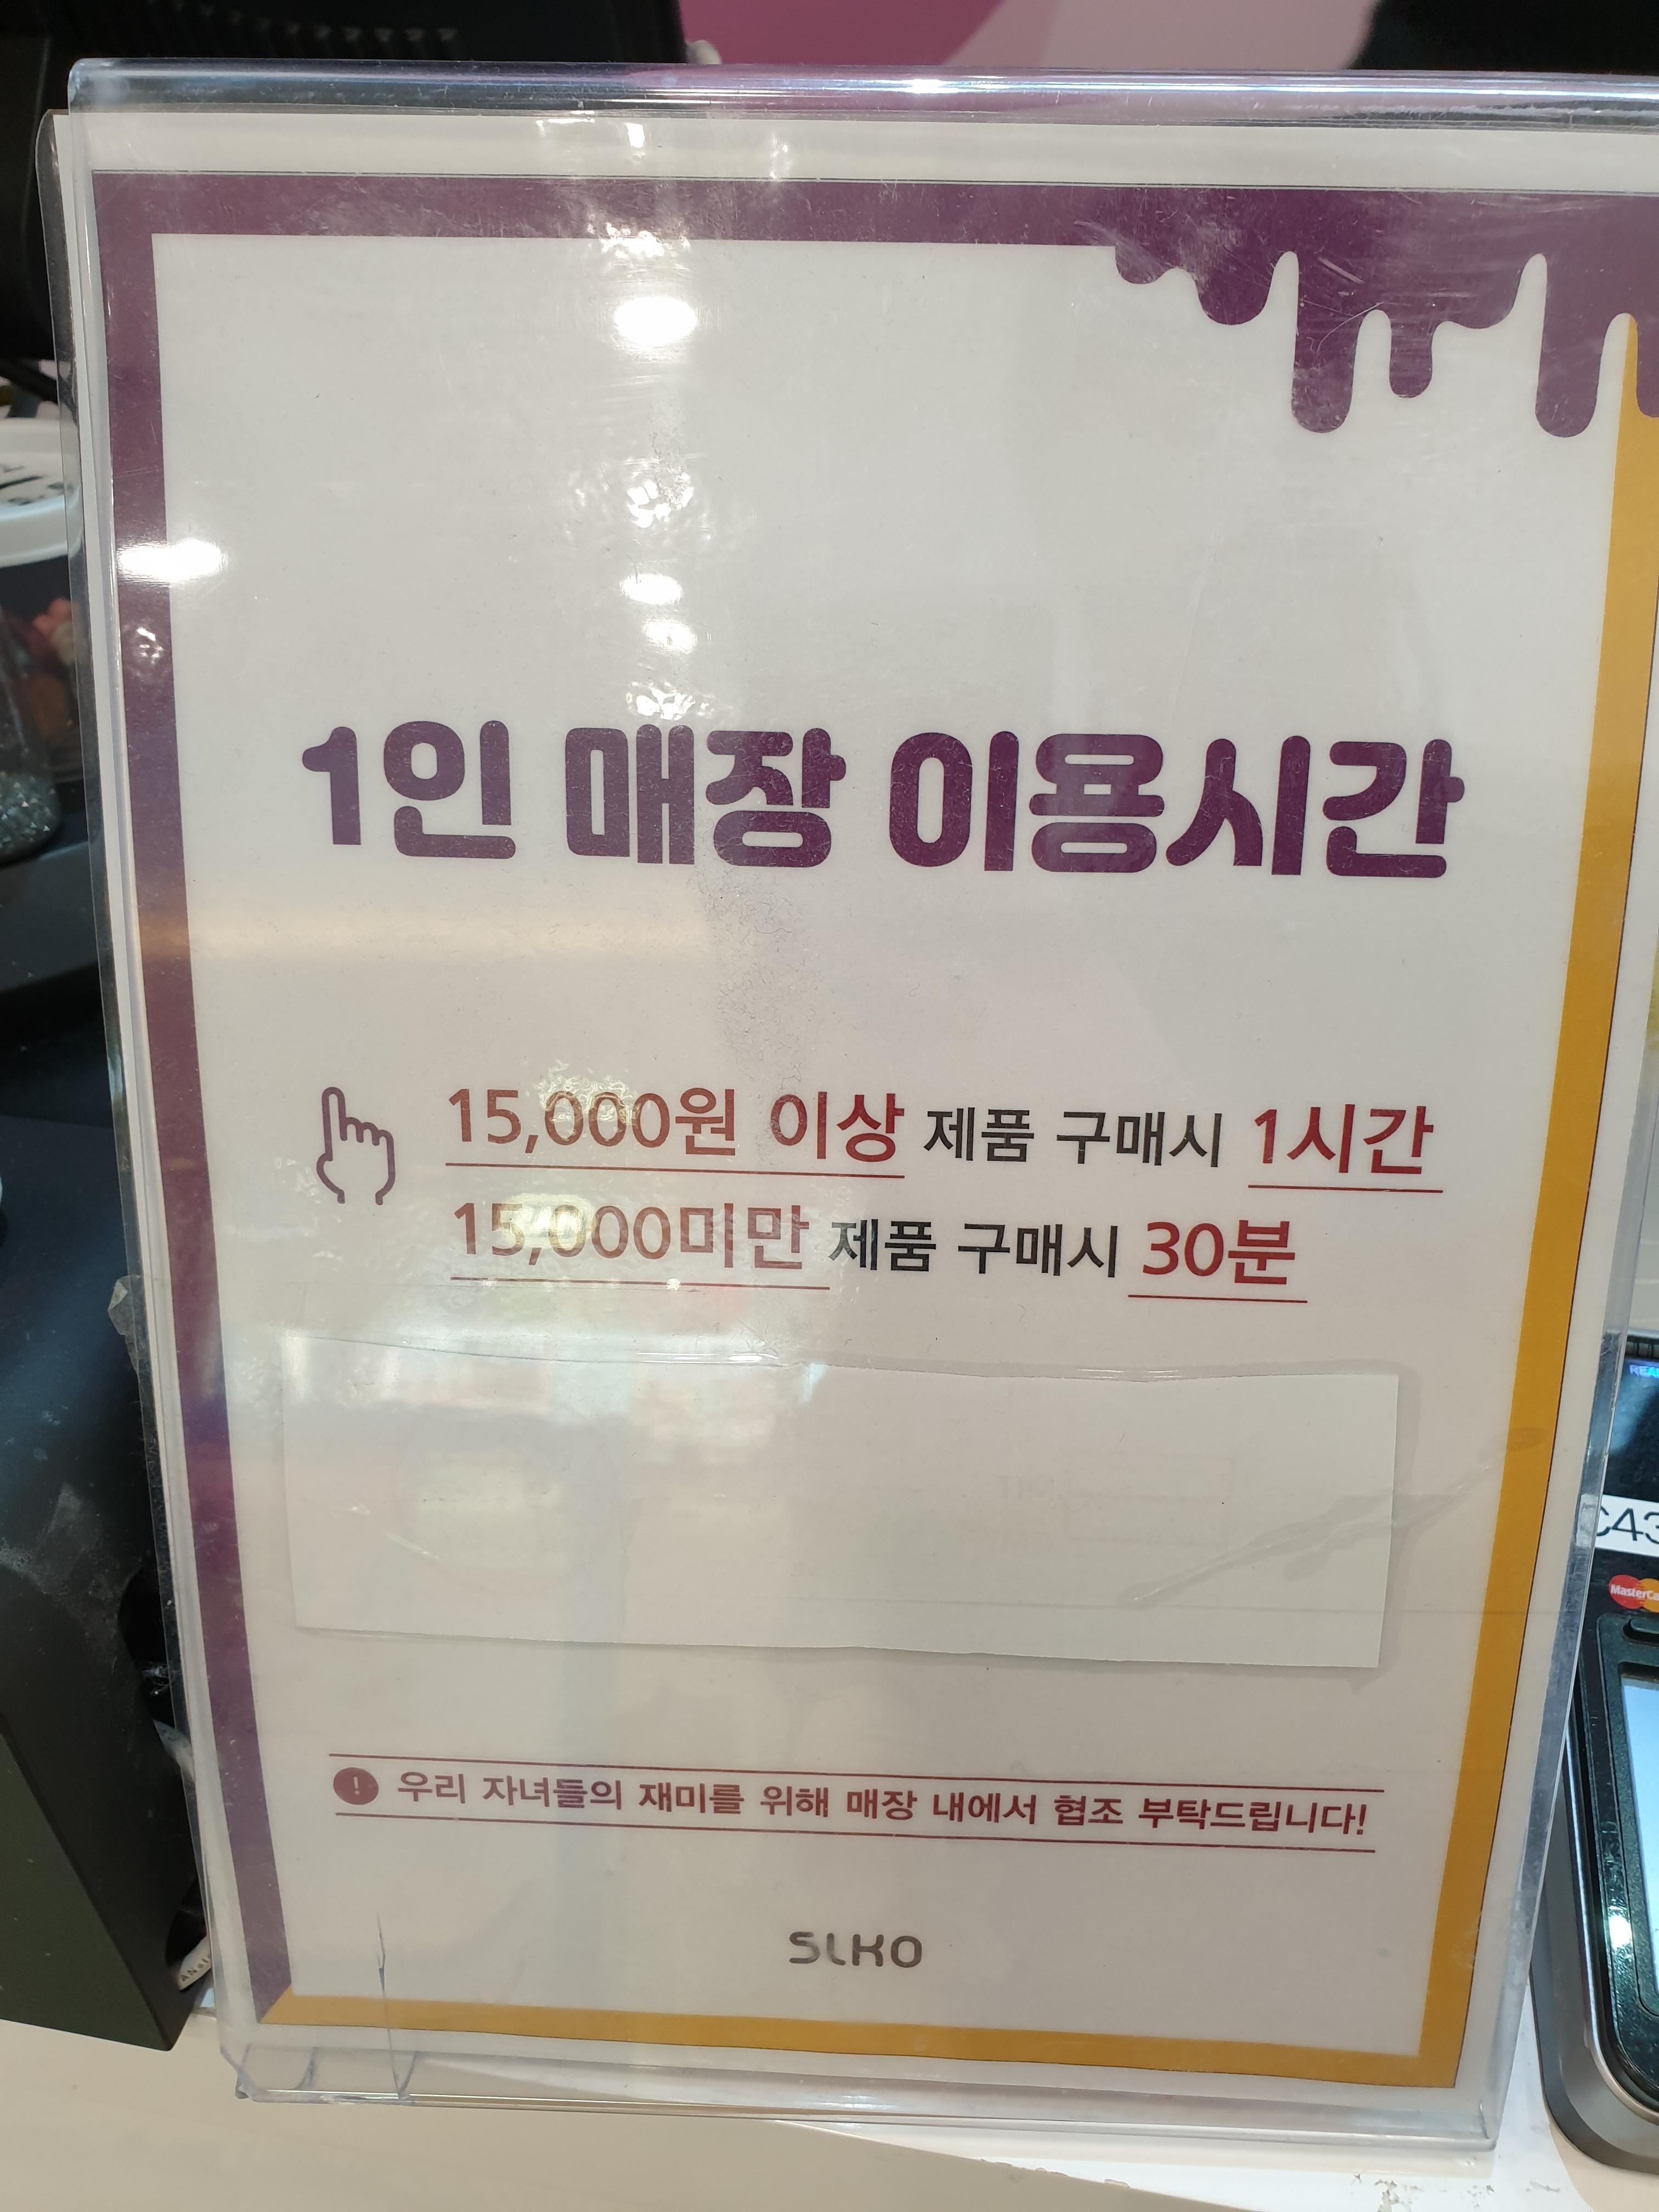 1인 매장 이용시간
15,000원 이상 제품 구매시 1시간
15,000미만 제품 구매시 30분
! 우리 자녀들의 재미를 위해 매장 내에서 협조 부탁드립니다!
SLKO
C43